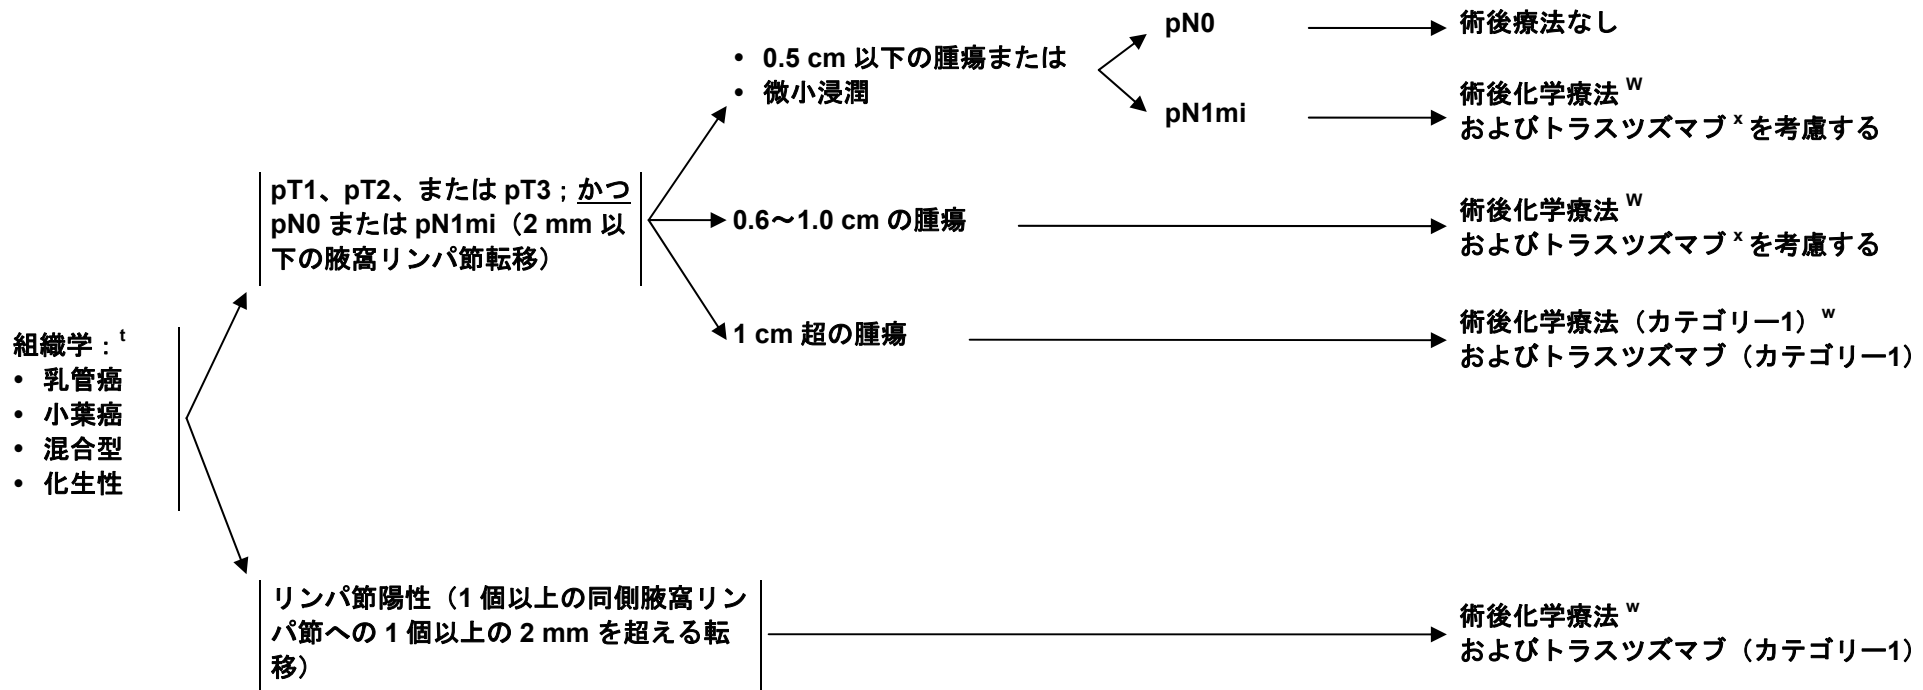 組織学：t
• 乳管癌
• 小葉癌
• 混合型
• 化生性
pT1、pT2、または pT3；かつ
pN0 または pN1mi（2 mm 以
下の腋窩リンパ節転移）
• 0.5 cm 以下の腫瘍または
• 微小浸潤
pN0
術後療法なし
pN1mi
術後化学療法 w
およびトラスツズマブ x を考慮する
0.6～1.0 cm の腫瘍
術後化学療法 w
およびトラスツズマブ x を考慮する
1 cm 超の腫瘍
術後化学療法（カテゴリー1）w
およびトラスツズマブ（カテゴリー1）
リンパ節陽性（1 個以上の同側腋窩リン
パ節への 1 個以上の 2 mm を超える転
移）
術後化学療法 w
およびトラスツズマブ（カテゴリー1）